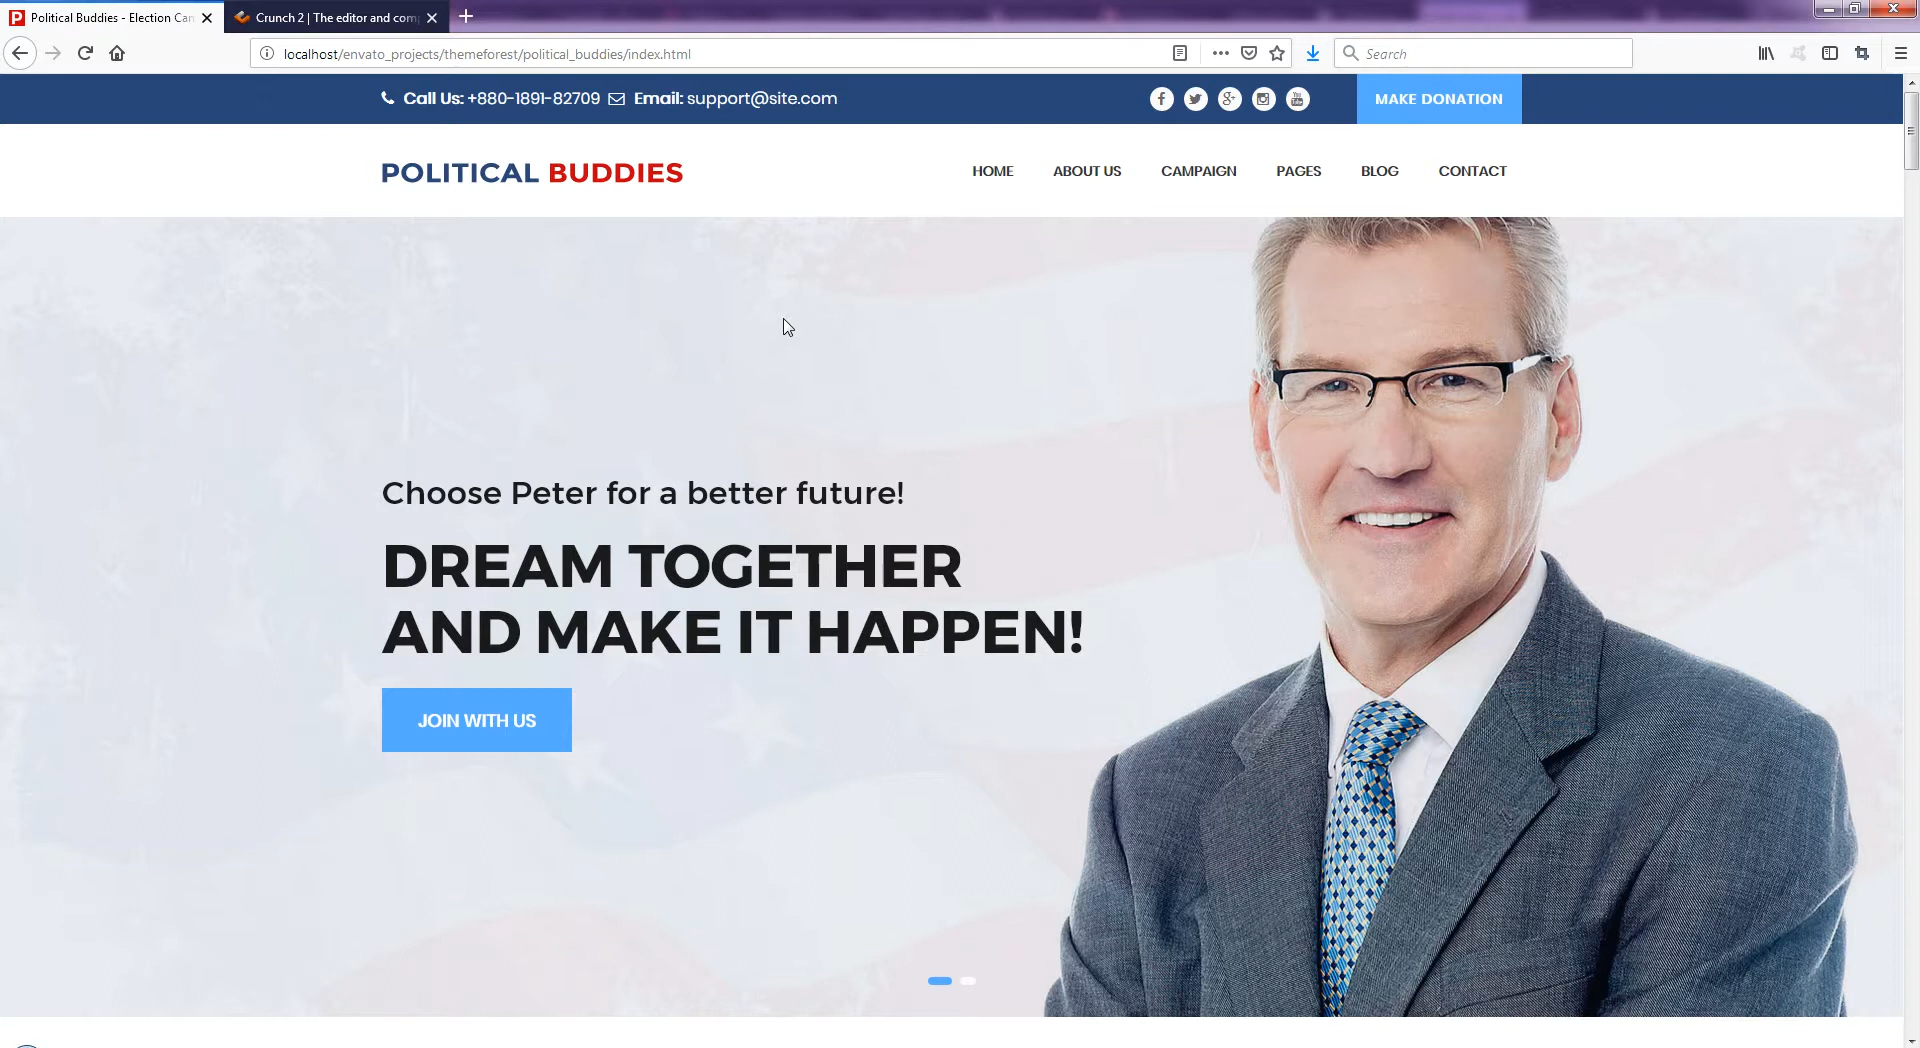 Political Buddies - Election Can
Crunch 2 | The editor and com
localhost/envato_projects/themeforest/political_buddies/index.html
Search
Call Us: +880-1891-82709 Email: support@site.com
MAKE DONATION
POLITICAL BUDDIES
HOME ABOUT US CAMPAIGN PAGES BLOG CONTACT
Choose Peter for a better future!
DREAM TOGETHER
AND MAKE IT HAPPEN!
JOIN WITH US